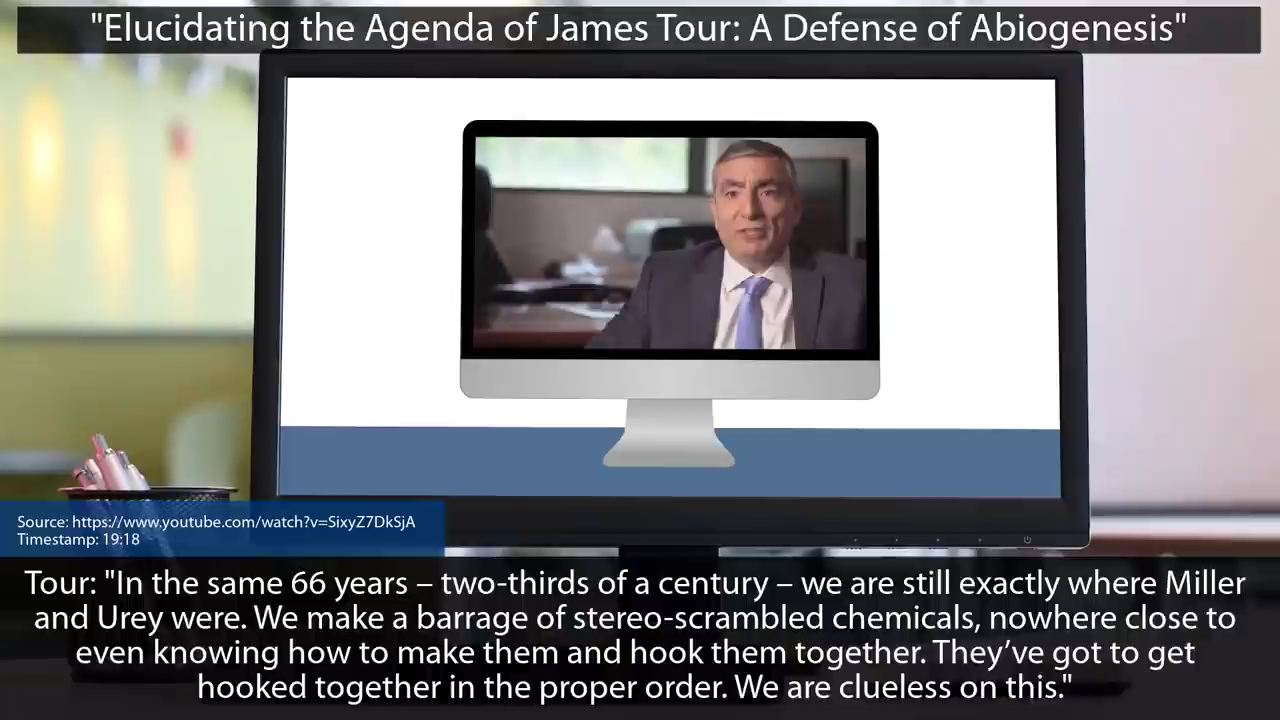 "Elucidating the Agenda of James Tour: A Defense of Abiogenesis"
Source: https://www.youtube.com/watch?v=SixyZ7DkSjA
Timestamp: 19:18
Tour: "In the same 66 years – two-thirds of a century – we are still exactly where Miller
and Urey were. We make a barrage of stereo-scrambled chemicals, nowhere close to
even knowing how to make them and hook them together. They’ve got to get
hooked together in the proper order. We are clueless on this."